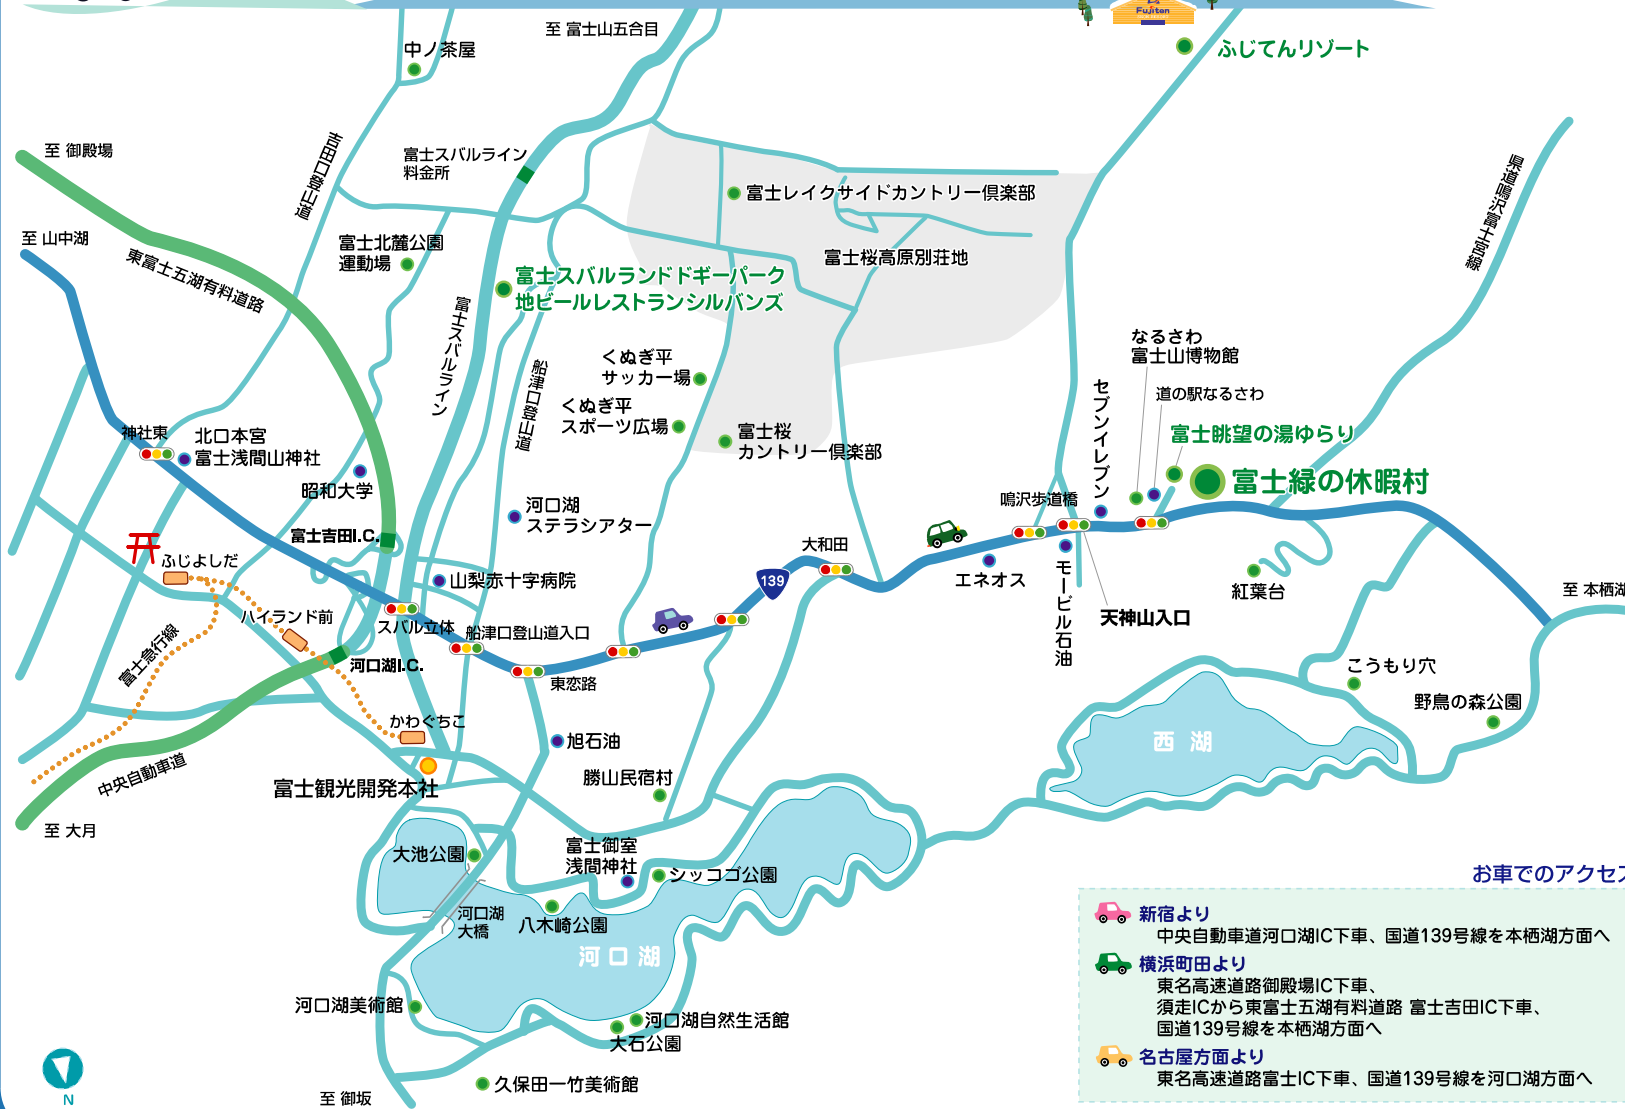 Fujiten
至 富士山五合目
中ノ茶屋
ふじてんリゾート
至 御殿場
吉田口登山道
富士スバルライン
料金所
県道鳴沢富士宮線
富士レイクサイドカントリー倶楽部
至 山中湖
富士北麓公園
運動場
東富士五湖有料道路
富士桜高原別荘地
富士スバルランドドギーパーク
地ビールレストランシルバンズ
富士スバルライン
船津口登山道
くぬぎ平
サッカー場
くぬぎ平
スポーツ広場
富士桜
カントリー倶楽部
なるさわ
富士山博物館
道の駅なるさわ
セブンイレブン
富士眺望の湯ゆらり
富士緑の休暇村
神社東
北口本宮
富士浅間山神社
昭和大学
河口湖
ステラシアター
鳴沢歩道橋
富士吉田I.C.
大和田
ふじよしだ
山梨赤十字病院
139
エネオス
モービル石油
紅葉台
至 本栖湖
天神山入口
ハイランド前
スバル立体
船津口登山道入口
富士急行線
河口湖I.C.
東恋路
こうもり穴
野鳥の森公園
かわぐちこ
旭石油
西 湖
中央自動車道
富士観光開発本社
勝山民宿村
至 大月
大池公園
富士御室
浅間神社
シッコゴ公園
河口湖
大橋
八木崎公園
河 口 湖
お車でのアクセス
新宿より
中央自動車道河口湖IC下車、国道139号線を本栖湖方面へ
横浜町田より
東名高速道路御殿場IC下車、
須走ICから東富士五湖有料道路 富士吉田IC下車、
国道139号線を本栖湖方面へ
名古屋方面より
東名高速道路富士IC下車、国道139号線を河口湖方面へ
河口湖美術館
河口湖自然生活館
大石公園
久保田一竹美術館
至 御坂
N